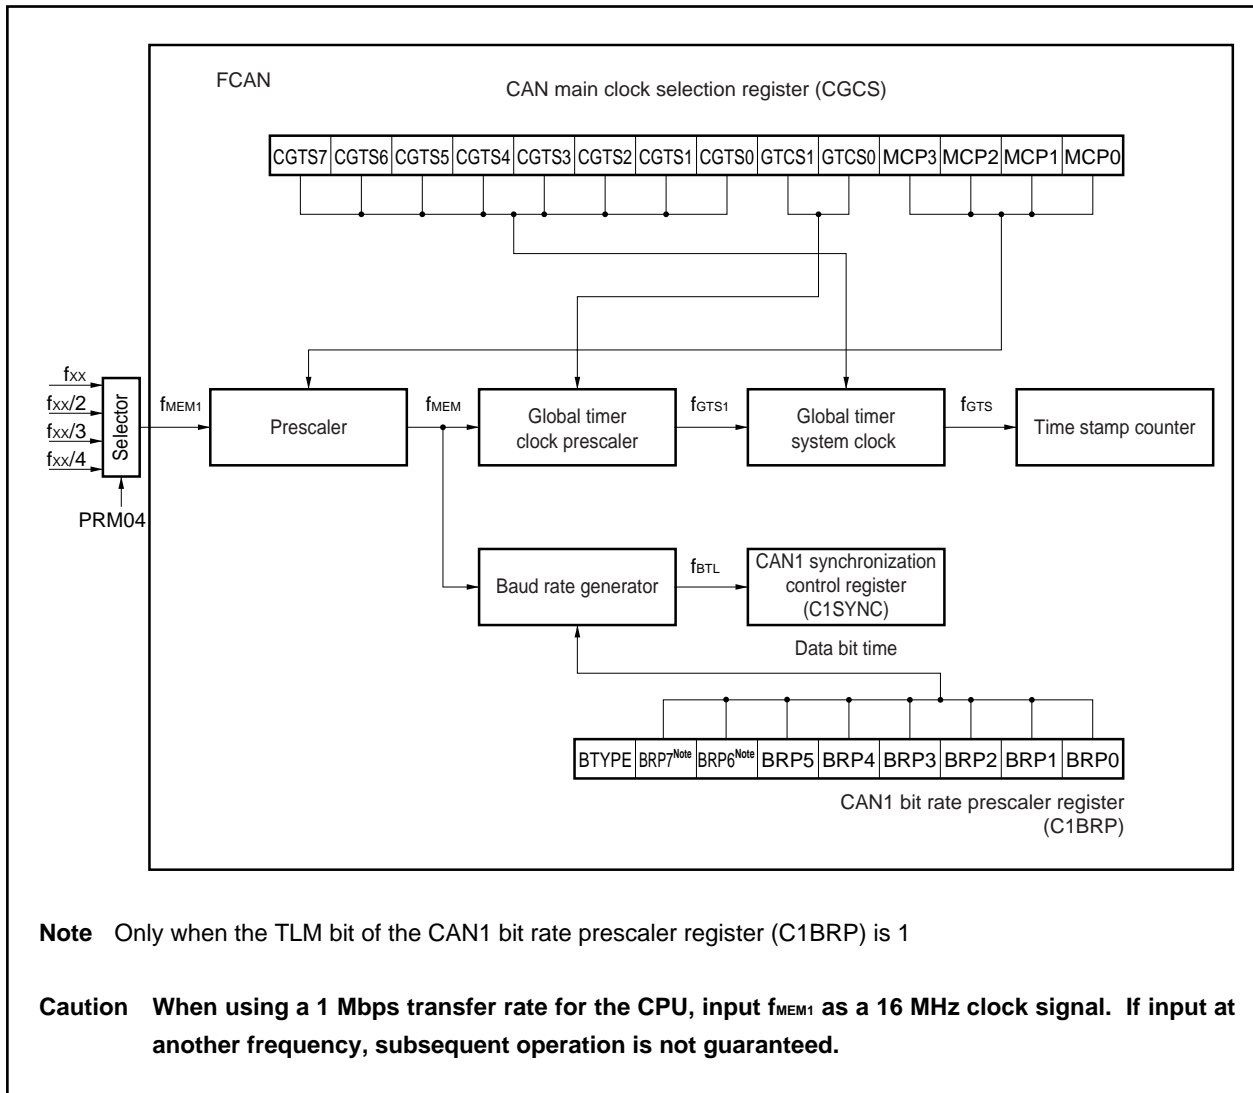 FCAN
CAN main clock selection register (CGCS)
CGTS7 CGTS6 CGTS5 CGTS4 CGTS3 CGTS2 CGTS1 CGTS0 GTCS1 GTCS0 MCP3 MCP2 MCP1 MCP0
fXX
fXX/2
fXX/3
fXX/4
Selector
PRM04
fMEM1
Prescaler
fMEM
Global timer
clock prescaler
fGTS1
Global timer
system clock
fGTS
Time stamp counter
Baud rate generator
fBTL
CAN1 synchronization
control register
(C1SYNC)
Data bit time
BTYPE BRP7Note BRP6Note BRP5 BRP4 BRP3 BRP2 BRP1 BRP0
CAN1 bit rate prescaler register
(C1BRP)
Note Only when the TLM bit of the CAN1 bit rate prescaler register (C1BRP) is 1
Caution When using a 1 Mbps transfer rate for the CPU, input fMEM1 as a 16 MHz clock signal. If input at
another frequency, subsequent operation is not guaranteed.